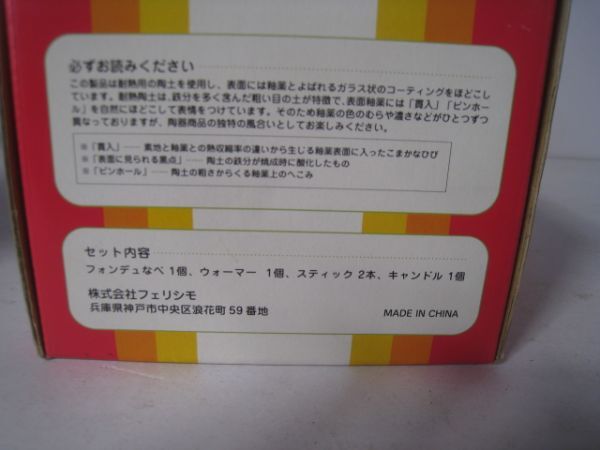 必ずお読みください
この製品は耐熱用の陶土を使用し、表面には釉薬とよばれるガラス状のコーティングをほどこし
ています。耐熱陶土は、鉄分を多く含んだ粗い目の土が特徴で、表面釉薬には「貫入」「ピンホー
ル」を自然にほどこして表情をつけています。そのため釉薬の色のむらや濃さなどがひとつずつ
異なっておりますが、陶器商品の独特の風合いとしてお楽しみください。
※「貫入」── 素地と釉薬との熱収縮率の違いから生じる釉薬表面に入ったこまかなひび
※「表面に見られる黒点」── 陶土の鉄分が焼成時に酸化したもの
※「ピンホール」── 陶土の粗さからくる釉薬上のへこみ
セット内容
フォンデュなべ 1個、ウォーマー 1個、スティック 2本、キャンドル 1個
株式会社フェリシモ
兵庫県神戸市中央区浪花町 59 番地
MADE IN CHINA